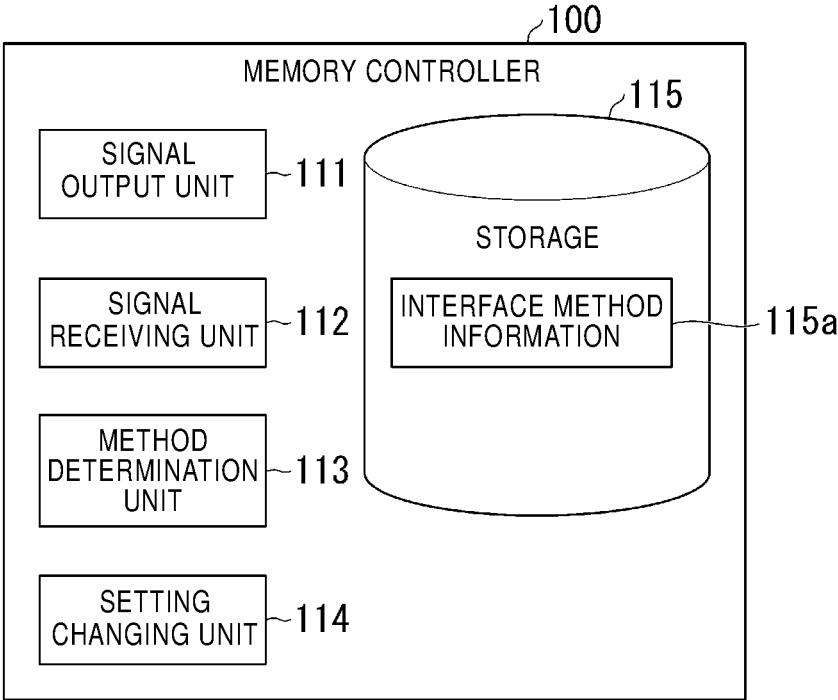 100
MEMORY CONTROLLER
115
SIGNAL
OUTPUT UNIT
111
STORAGE
SIGNAL
RECEIVING UNIT
112
INTERFACE METHOD
INFORMATION
115a
METHOD
DETERMINATION
UNIT
113
SETTING
CHANGING UNIT
114